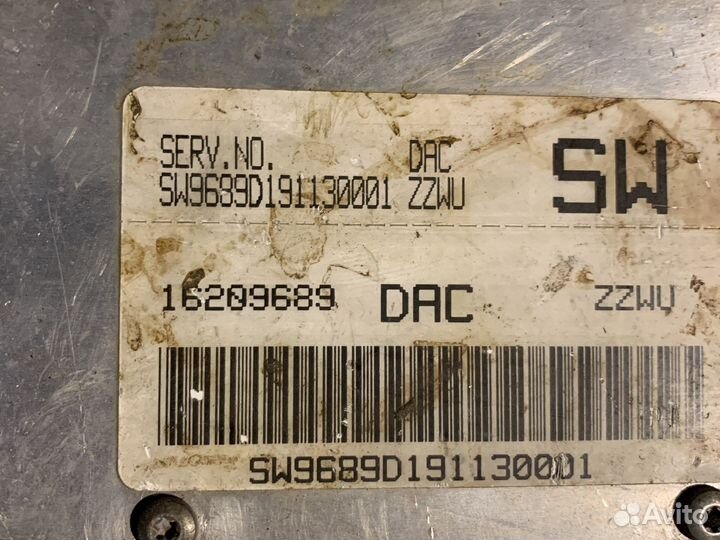 SERV.NO. DAC SW
SW9689D191130001 ZZWU
16209689 DAC ZZWU
SW9689D191130001
Avito